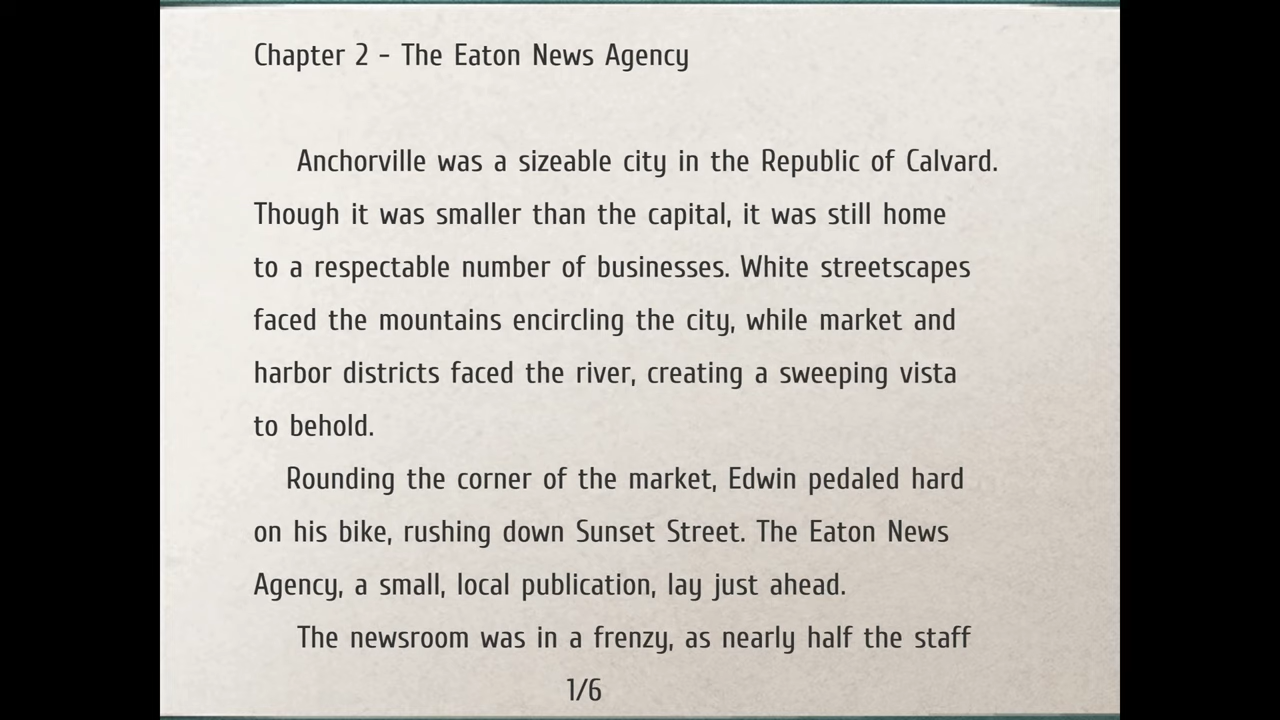 Chapter 2 - The Eaton News Agency
Anchorville was a sizeable city in the Republic of Calvard.
Though it was smaller than the capital, it was still home
to a respectable number of businesses. White streetscapes
faced the mountains encircling the city, while market and
harbor districts faced the river, creating a sweeping vista
to behold.
Rounding the corner of the market, Edwin pedaled hard
on his bike, rushing down Sunset Street. The Eaton News
Agency, a small, local publication, lay just ahead.
The newsroom was in a frenzy, as nearly half the staff
1/6